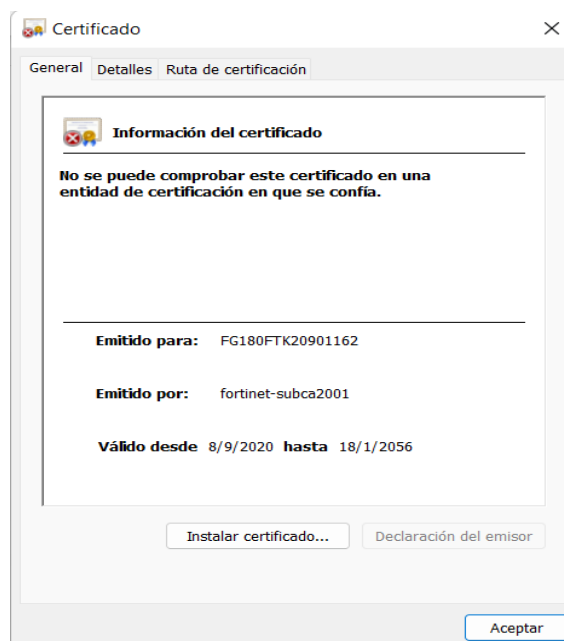 Certificado
General Detalles Ruta de certificación
Información del certificado
No se puede comprobar este certificado en una
entidad de certificación en que se confía.
Emitido para: FG180FTK20901162
Emitido por: fortinet-subca2001
Válido desde 8/9/2020 hasta 18/1/2056
Instalar certificado... Declaración del emisor
Aceptar